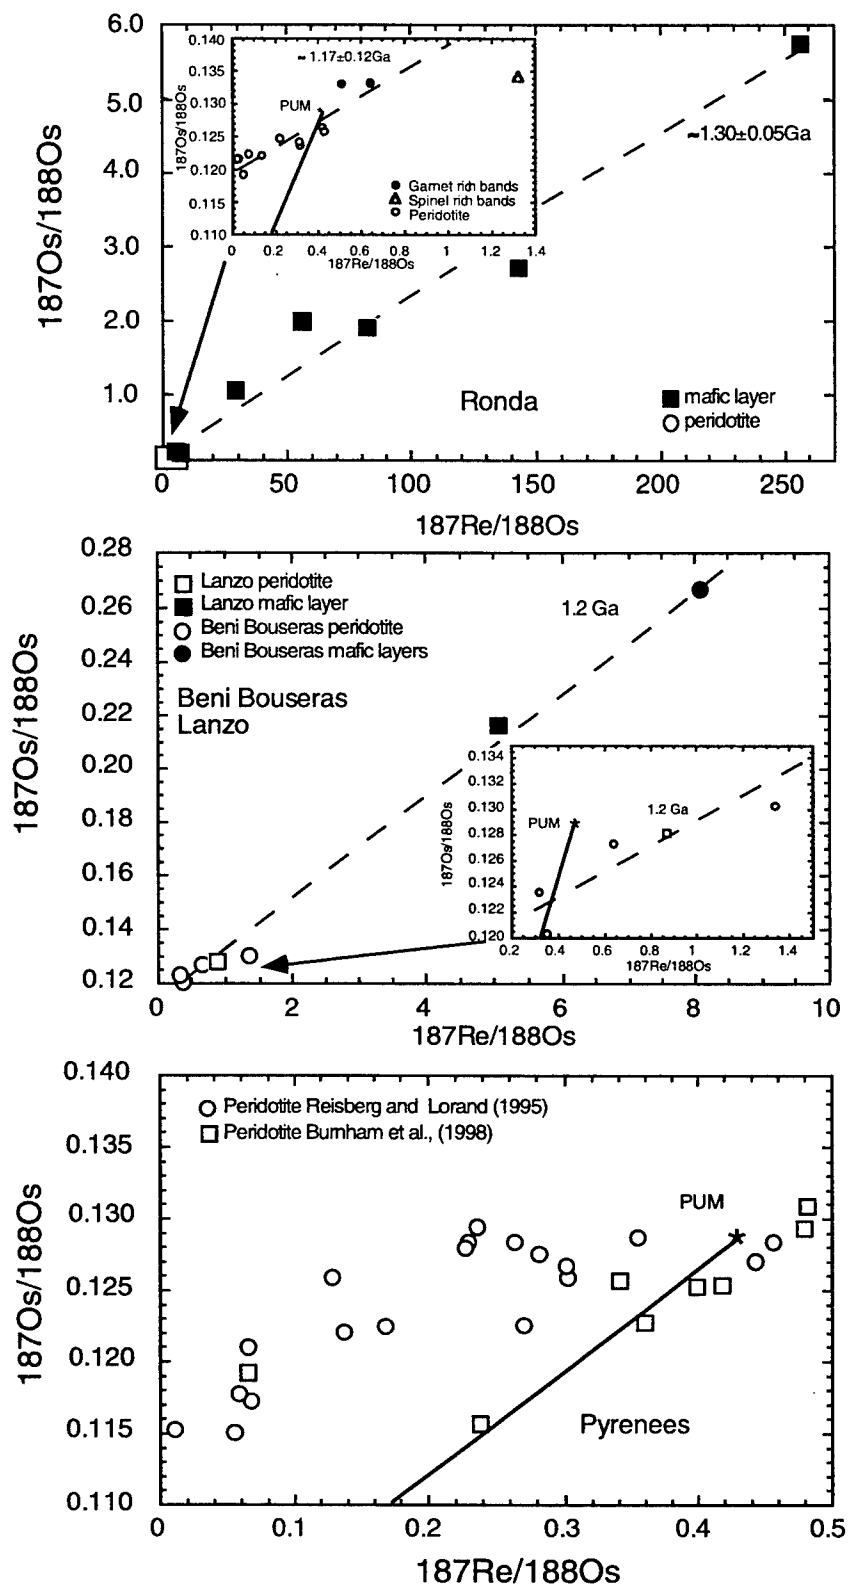 6.0
5.0
4.0
3.0
2.0
1.0
187Os/188Os
0.140
0.135
0.130
0.125
0.120
0.115
0.110
187Os/188Os
~ 1.17±0.12Ga
PUM
Garnet rich bands
Spinel rich bands
Peridotite
0 0.2 0.4 0.6 0.8 1 1.2 1.4
187Re/188Os
~1.30±0.05Ga
Ronda
mafic layer
peridotite
0 50 100 150 200 250
187Re/188Os
0.28
0.26
0.24
0.22
0.20
0.18
0.16
0.14
0.12
187Os/188Os
Lanzo peridotite
Lanzo mafic layer
Beni Bouseras peridotite
Beni Bouseras mafic layers
1.2 Ga
Beni Bouseras
Lanzo
0.134
0.132
0.130
0.128
0.126
0.124
0.122
0.120
187Os/188Os
PUM
1.2 Ga
0.2 0.4 0.6 0.8 1 1.2 1.4
187Re/188Os
0 2 4 6 8 10
187Re/188Os
0.140
0.135
0.130
0.125
0.120
0.115
0.110
187Os/188Os
Peridotite Reisberg and Lorand (1995)
Peridotite Burnham et al., (1998)
PUM
Pyrenees
0 0.1 0.2 0.3 0.4 0.5
187Re/188Os